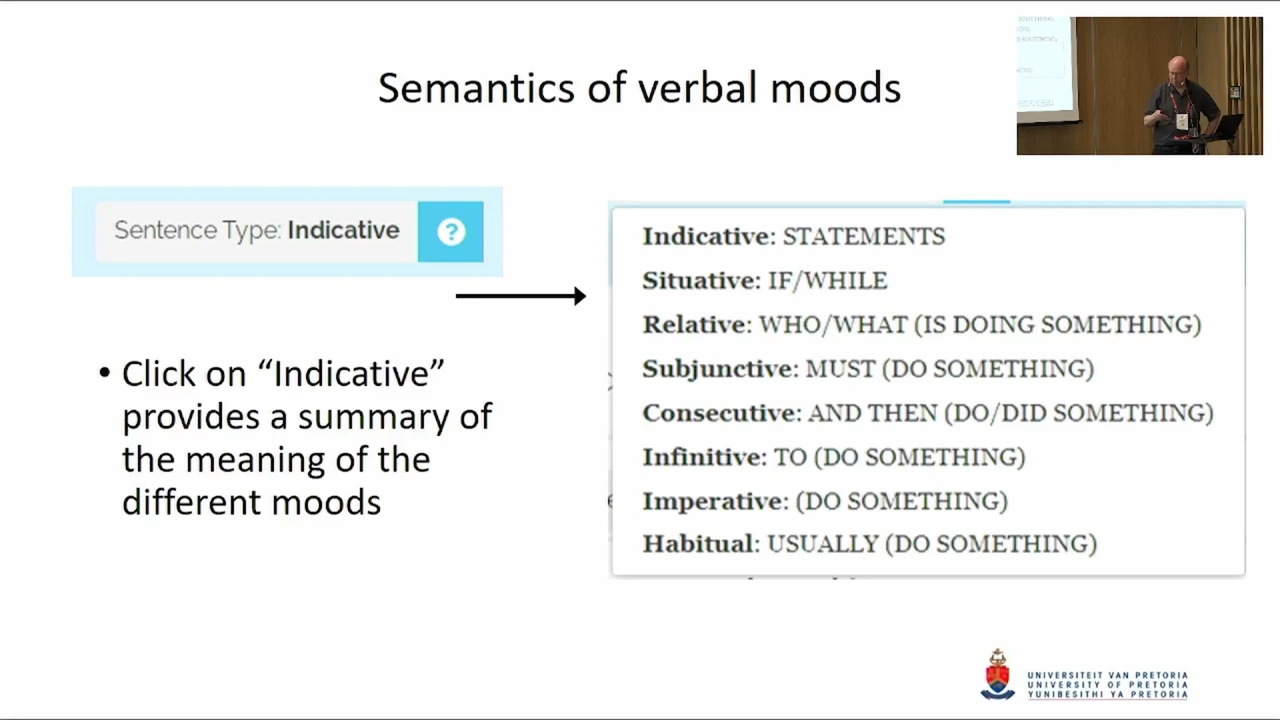 Semantics of verbal moods
Sentence Type: Indicative ?
• Click on “Indicative”
provides a summary of
the meaning of the
different moods
Indicative: STATEMENTS
Situative: IF/WHILE
Relative: WHO/WHAT (IS DOING SOMETHING)
Subjunctive: MUST (DO SOMETHING)
Consecutive: AND THEN (DO/DID SOMETHING)
Infinitive: TO (DO SOMETHING)
Imperative: (DO SOMETHING)
Habitual: USUALLY (DO SOMETHING)
UNIVERSITEIT VAN PRETORIA
UNIVERSITY OF PRETORIA
YUNIBESITHI YA PRETORIA